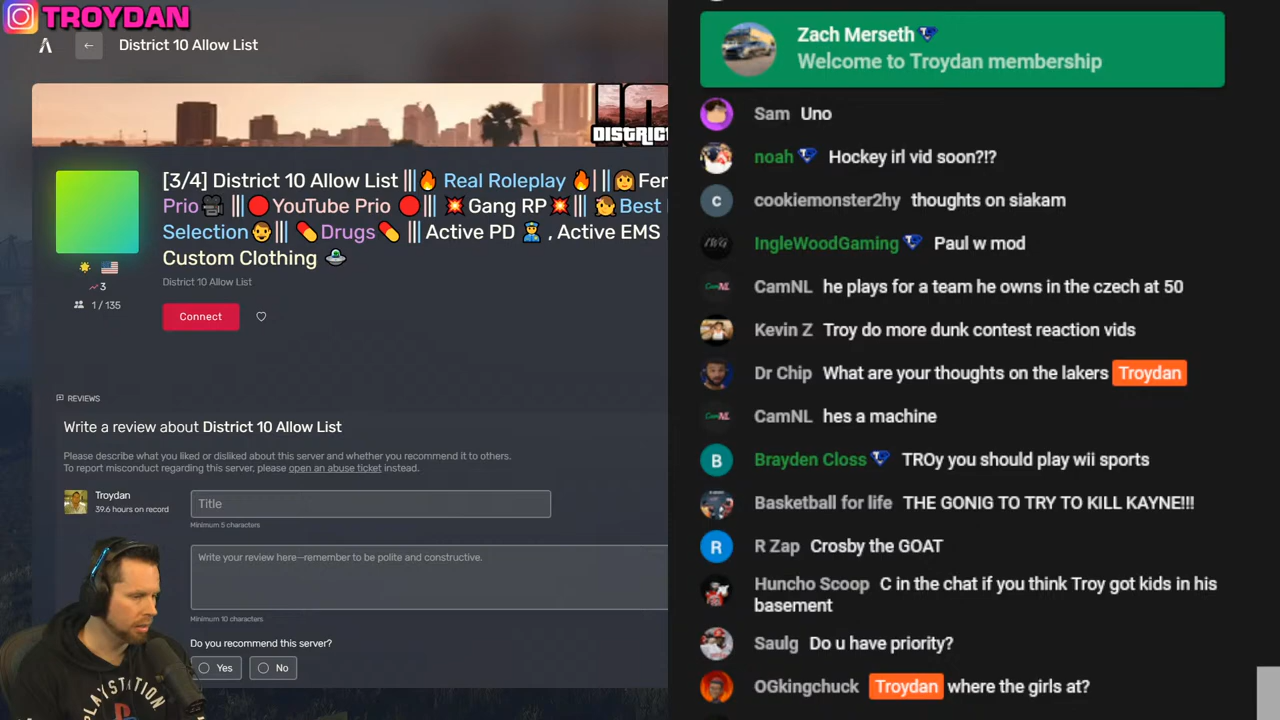 TROYDAN
District 10 Allow List
DISTRIC
[3/4] District 10 Allow List |||🔥 Real Roleplay 🔥| ||👩Fem
Prio🎥 |||🔴YouTube Prio 🔴||| 💥Gang RP💥 |||👨Best
Selection👨||| 💊Drugs💊 |||Active PD 👮, Active EMS
Custom Clothing 🛸
District 10 Allow List
3
1 / 135
Connect
REVIEWS
Write a review about District 10 Allow List
Please describe what you liked or disliked about this server and whether you recommend it to others.
To report misconduct regarding this server, please open an abuse ticket instead.
Troydan
39.6 hours on record
Title
Minimum 5 characters
Write your review here—remember to be polite and constructive.
Minimum 10 characters
Do you recommend this server?
Yes
No
PLAYSTATION
Zach Merseth
Welcome to Troydan membership
Sam Uno
noah Hockey irl vid soon?!?
cookiemonster2hy thoughts on siakam
IngleWoodGaming Paul w mod
CamNL he plays for a team he owns in the czech at 50
Kevin Z Troy do more dunk contest reaction vids
Dr Chip What are your thoughts on the lakers Troydan
CamNL hes a machine
Brayden Closs TROy you should play wii sports
Basketball for life THE GONIG TO TRY TO KILL KAYNE!!!
R Zap Crosby the GOAT
Huncho Scoop C in the chat if you think Troy got kids in his
basement
Saulg Do u have priority?
OGkingchuck Troydan where the girls at?